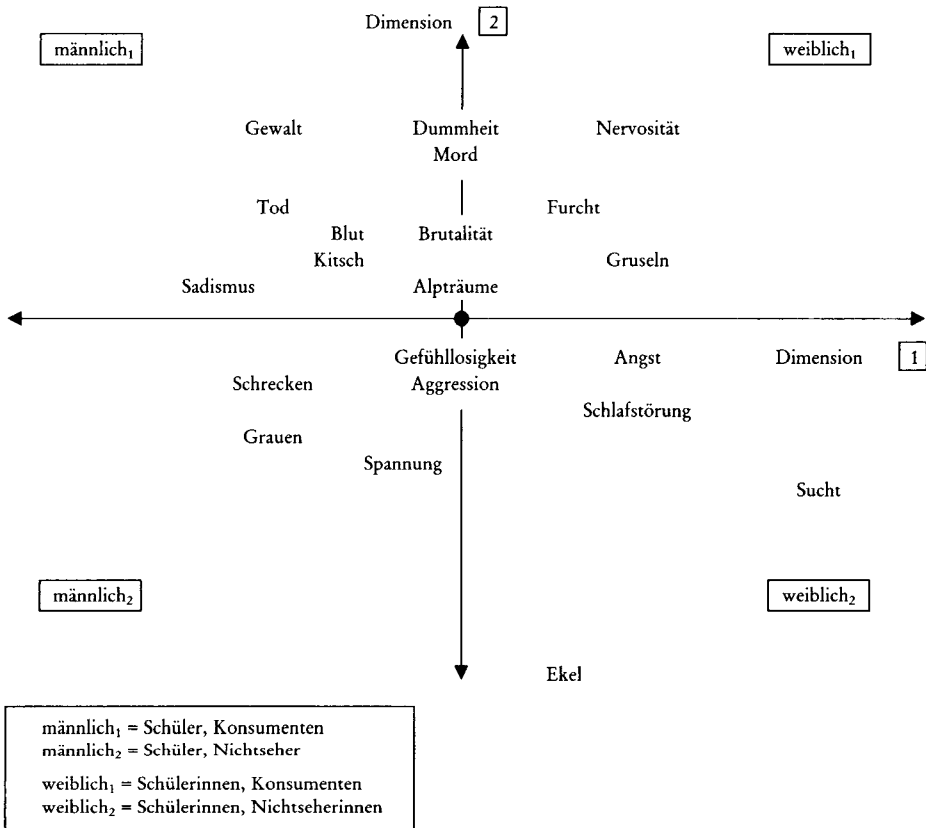 Dimension 2
männlich₁ weiblich₁
Gewalt Dummheit Nervosität
Mord
Tod Furcht
Blut Brutalität
Kitsch Gruseln
Sadismus Alpträume
Gefühllosigkeit Angst Dimension 1
Schrecken Aggression
Schlafstörung
Grauen
Spannung
Sucht
männlich₂ weiblich₂
Ekel
männlich₁ = Schüler, Konsumenten
männlich₂ = Schüler, Nichtseher
weiblich₁ = Schülerinnen, Konsumenten
weiblich₂ = Schülerinnen, Nichtseherinnen